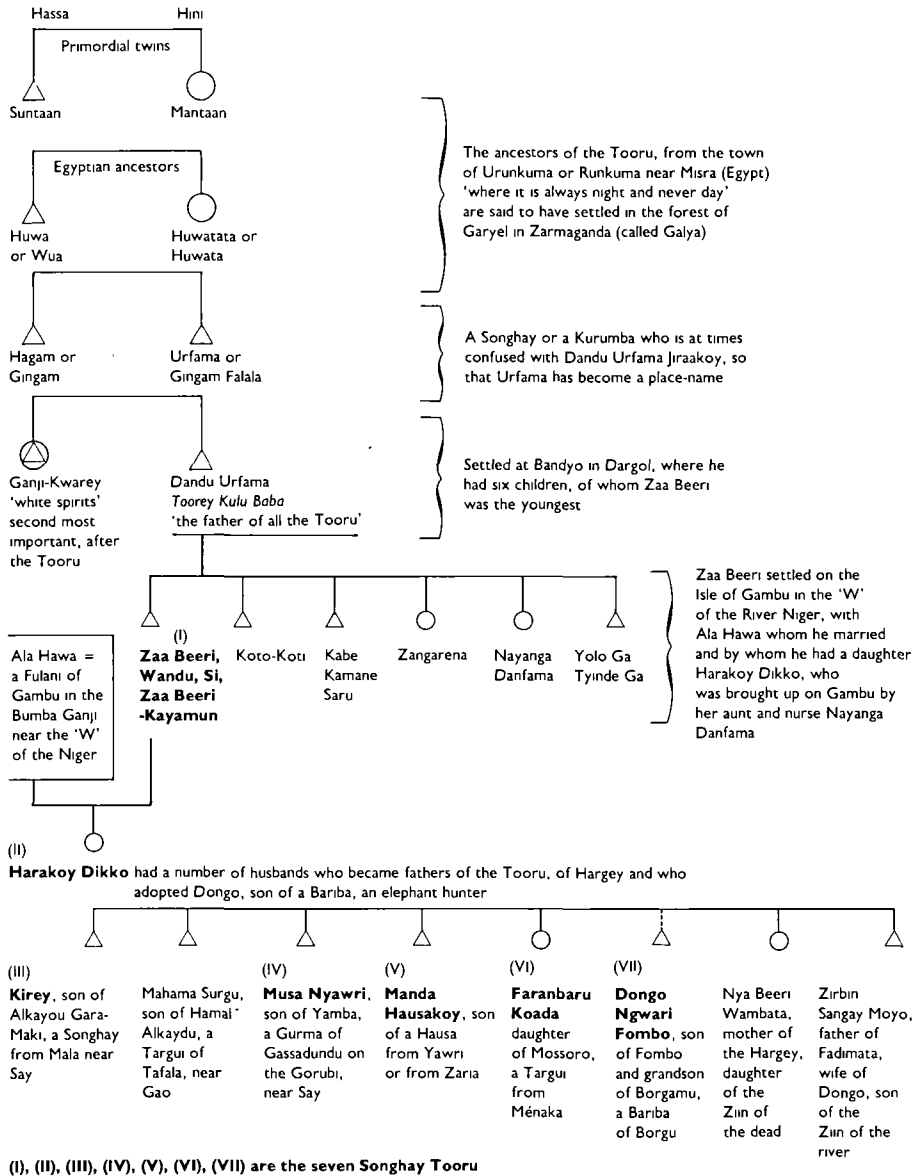 Hassa
Hini
Primordial twins
Suntaan
Mantaan
Egyptian ancestors
Huwa
or Wua
Huwatata or
Huwata
The ancestors of the Tooru, from the town
of Urunkuma or Runkuma near Misra (Egypt)
'where it is always night and never day'
are said to have settled in the forest of
Garyel in Zarmaganda (called Galya)
Hagam or
Gingam
Urfama or
Gingam Falala
A Songhay or a Kurumba who is at times
confused with Dandu Urfama Jiraakoy, so
that Urfama has become a place-name
Ganji-Kwarey
'white spirits'
second most
important, after
the Tooru
Dandu Urfama
Toorey Kulu Baba
'the father of all the Tooru'
Settled at Bandyo in Dargol, where he
had six children, of whom Zaa Beeri
was the youngest
Ala Hawa =
a Fulani of
Gambu in the
Bumba Ganji
near the 'W'
of the Niger
(I)
Zaa Beeri,
Wandu, Si,
Zaa Beeri
-Kayamun
Koto-Koti
Kabe
Kamane
Saru
Zangarena
Nayanga
Danfama
Yolo Ga
Tyinde Ga
Zaa Beeri settled on the
Isle of Gambu in the 'W'
of the River Niger, with
Ala Hawa whom he married
and by whom he had a daughter
Harakoy Dikko, who
was brought up on Gambu by
her aunt and nurse Nayanga
Danfama
(II)
Harakoy Dikko had a number of husbands who became fathers of the Tooru, of Hargey and who
adopted Dongo, son of a Bariba, an elephant hunter
(III)
Kirey, son of
Alkayou Gara-
Maki, a Songhay
from Mala near
Say
Mahama Surgu,
son of Hamal
Alkaydu, a
Targui of
Tafala, near
Gao
(IV)
Musa Nyawri,
son of Yamba,
a Gurma of
Gassadundu on
the Gorubi,
near Say
(V)
Manda
Hausakoy, son
of a Hausa
from Yawri
or from Zaria
(VI)
Faranbaru
Koada
daughter
of Mossoro,
a Targui
from
Ménaka
(VII)
Dongo
Ngwari
Fombo, son
of Fombo
and grandson
of Borgamu,
a Bariba
of Borgu
Nya Beeri
Wambata,
mother of
the Hargey,
daughter
of the
Ziin of
the dead
Zirbin
Sangay Moyo,
father of
Fadimata,
wife of
Dongo, son
of the
Ziin of the
river
(I), (II), (III), (IV), (V), (VI), (VII) are the seven Songhay Tooru